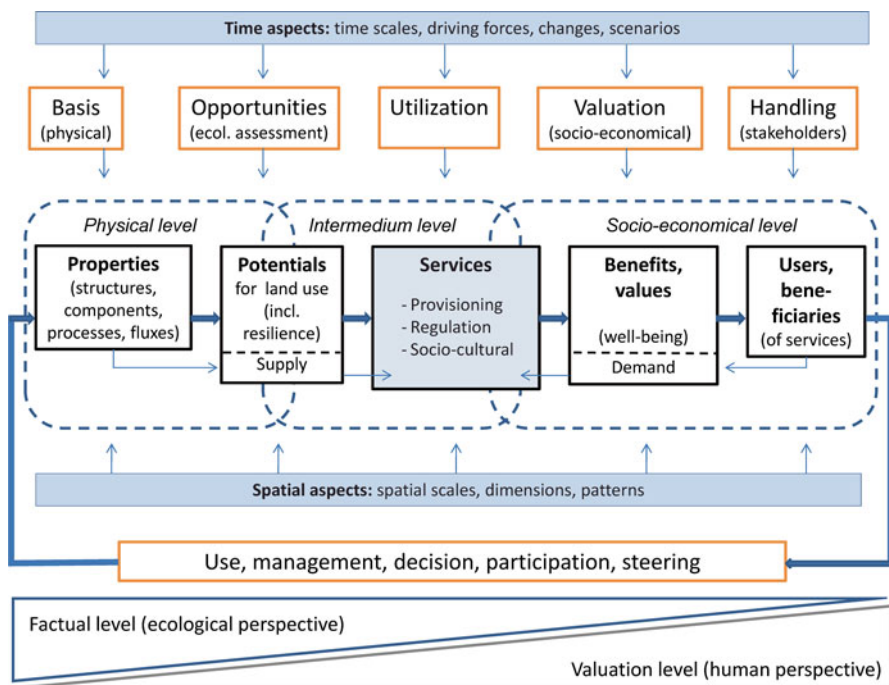 Time aspects: time scales, driving forces, changes, scenarios
Basis
(physical)
Opportunities
(ecol. assessment)
Utilization
Valuation
(socio-economical)
Handling
(stakeholders)
Physical level
Intermedium level
Socio-economical level
Properties
(structures,
components,
processes, fluxes)
Potentials
for land use
(incl.
resilience)
Supply
Services
- Provisioning
- Regulation
- Socio-cultural
Benefits,
values
(well-being)
Demand
Users,
bene-
ficiaries
(of services)
Spatial aspects: spatial scales, dimensions, patterns
Use, management, decision, participation, steering
Factual level (ecological perspective)
Valuation level (human perspective)